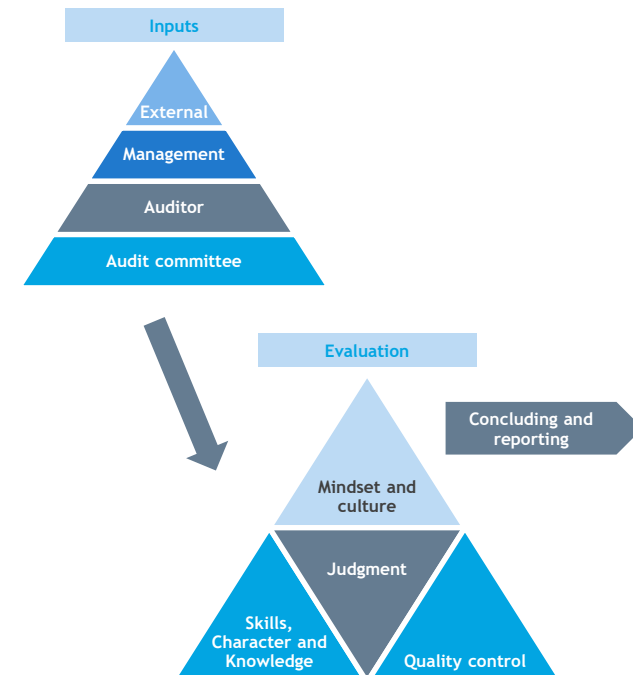 Inputs
External
Management
Auditor
Audit committee
Evaluation
Concluding and
reporting
Mindset and
culture
Judgment
Skills,
Character and
Knowledge
Quality control